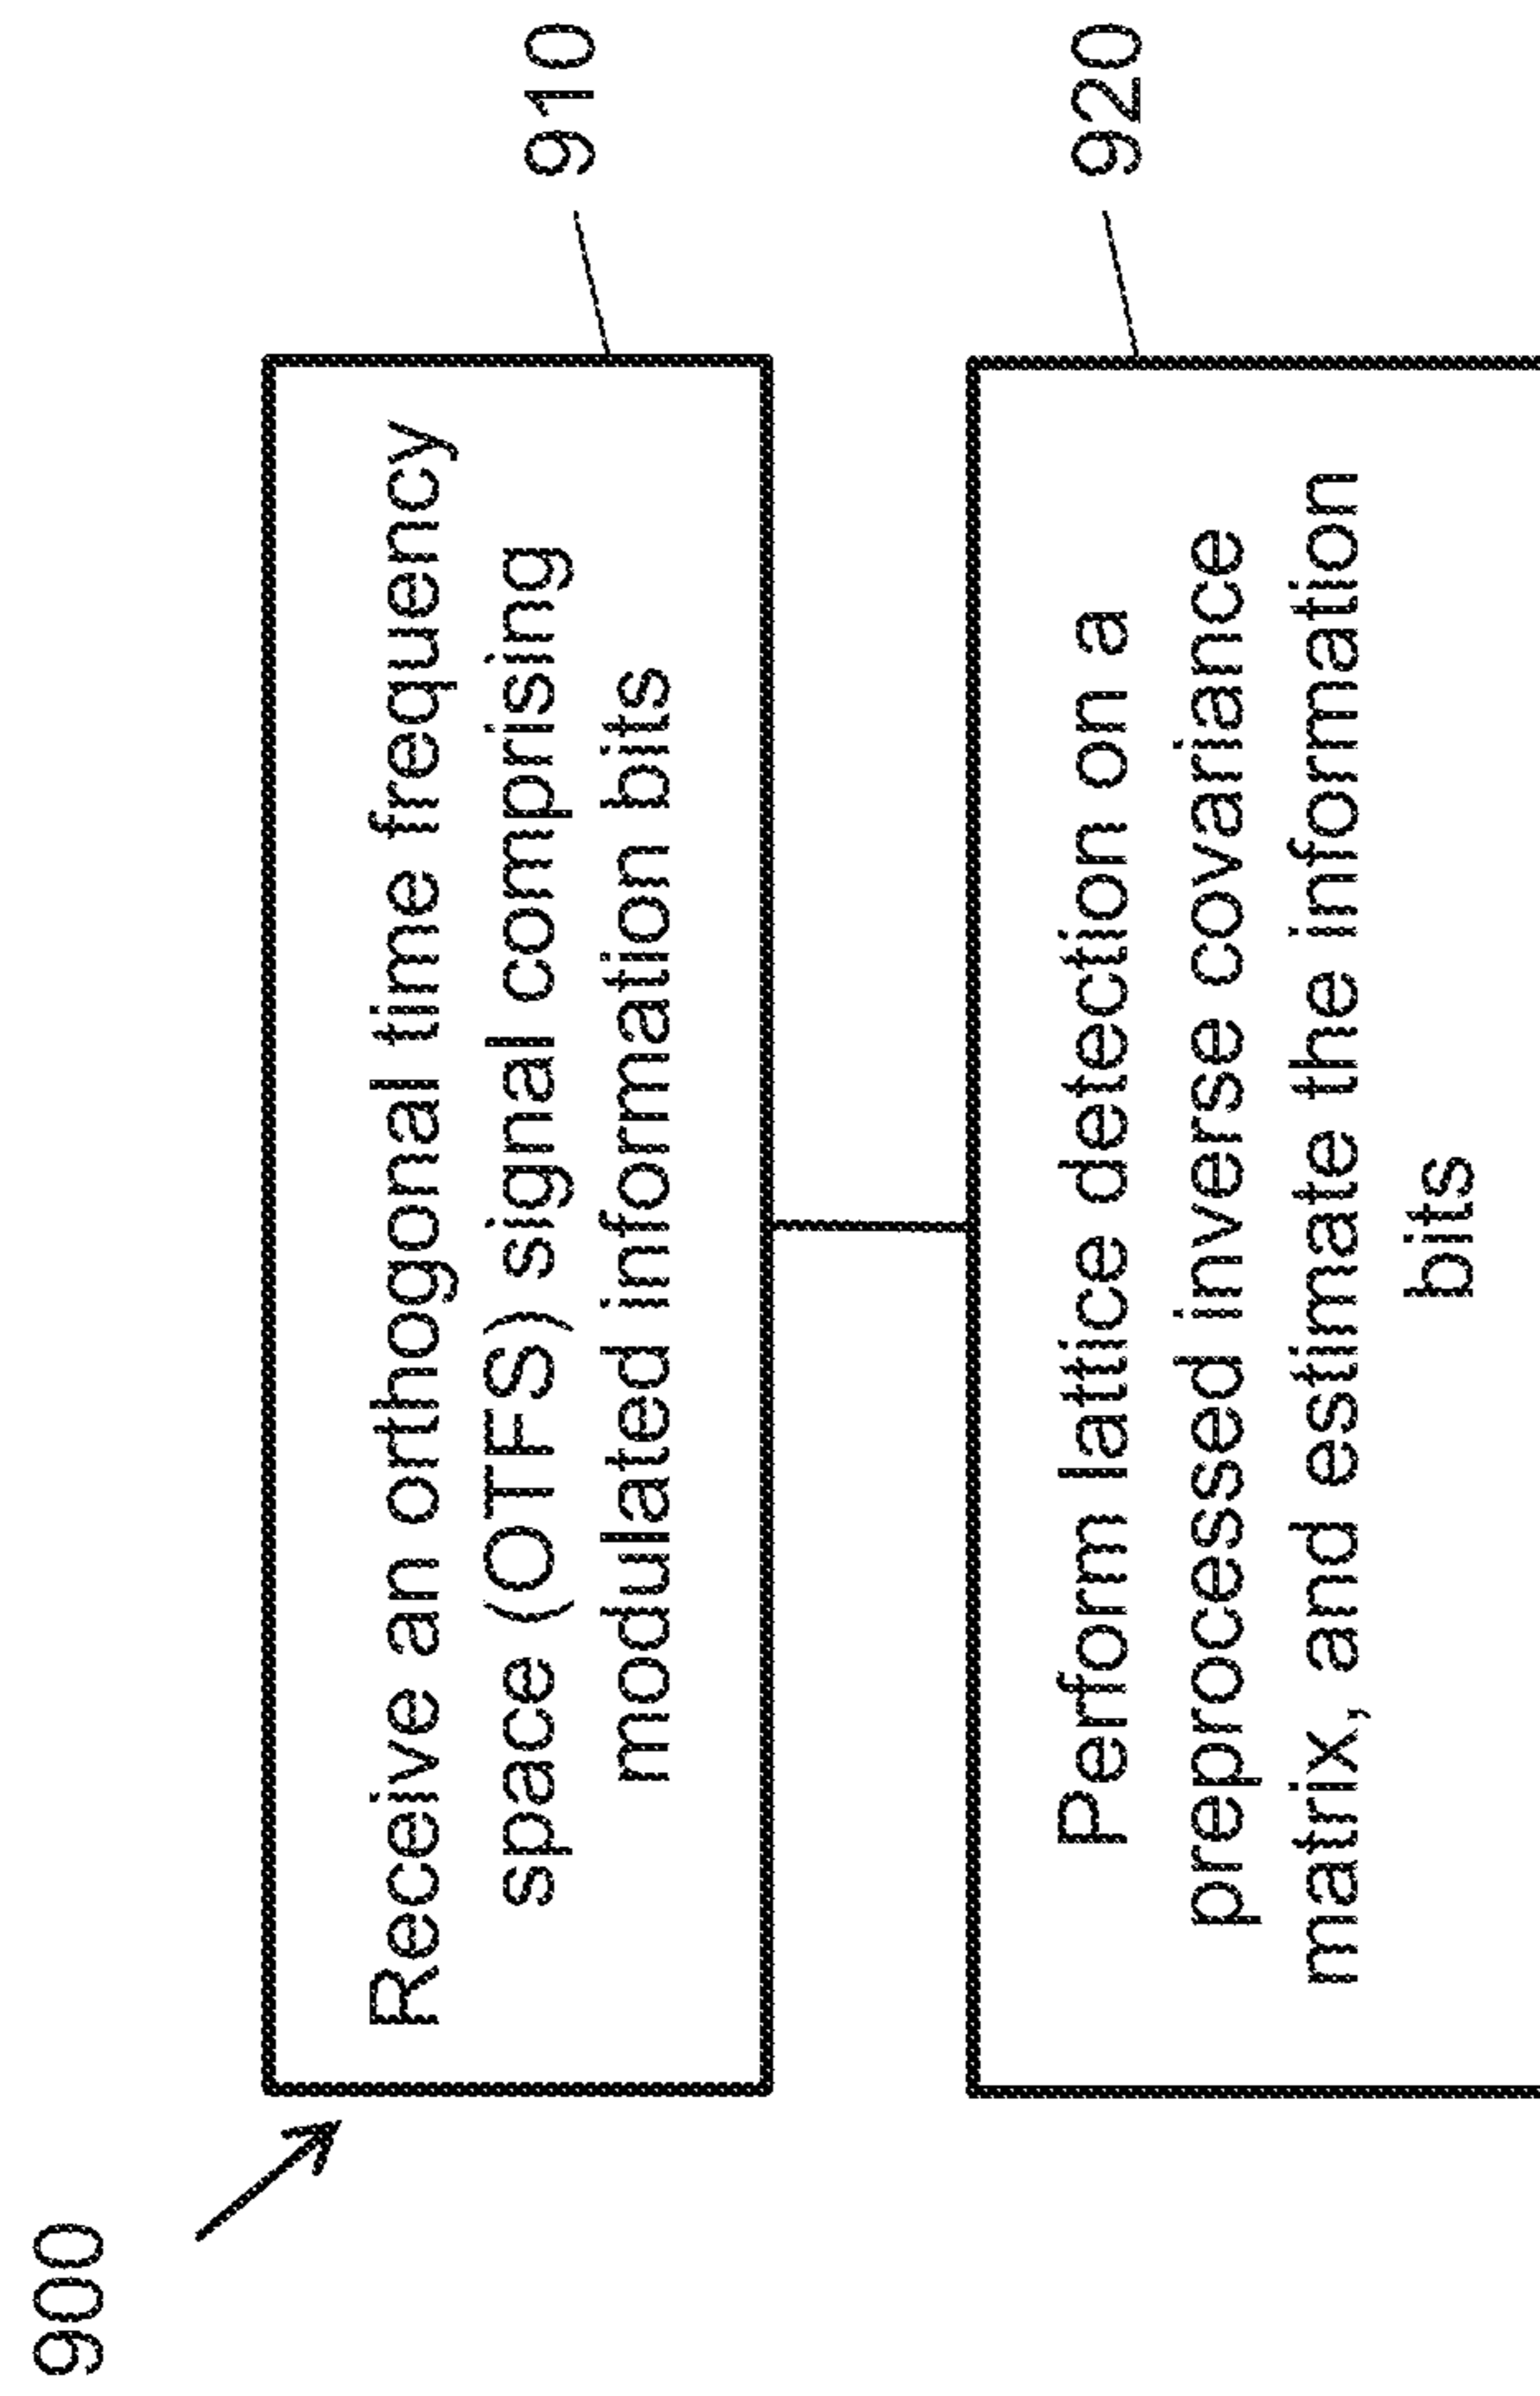 900
Receive an orthogonal time frequency
space (OTFS) signal comprising
modulated information bits
910
Perform lattice detection on a
preprocessed inverse covariance
matrix, and estimate the information
bits
920